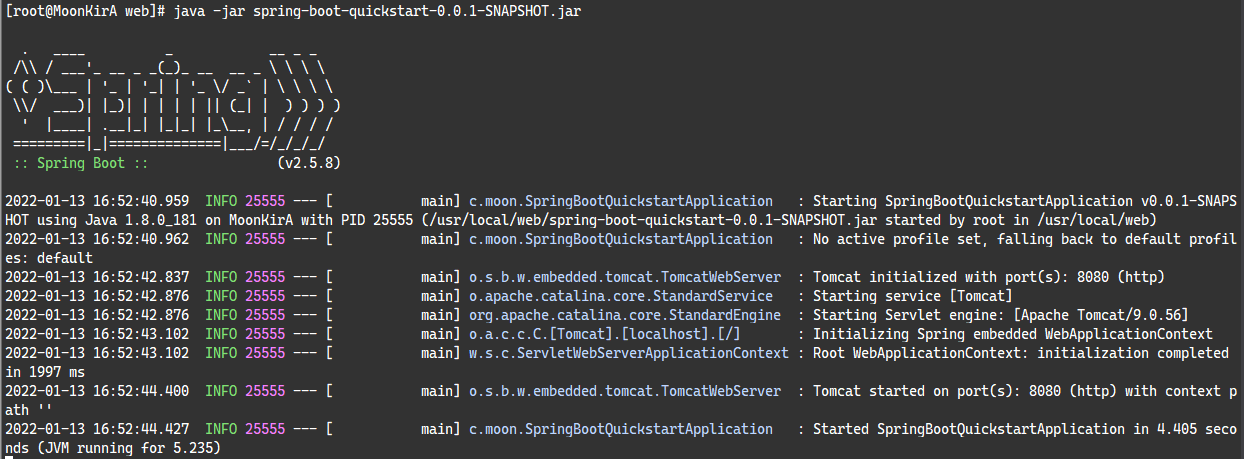 [root@MoonKirA web]# java -jar spring-boot-quickstart-0.0.1-SNAPSHOT.jar

  .   ____          _            __ _ _
 /\\ / ___'_ __ _ _(_)_ __  __ _ \ \ \ \
( ( )\___ | '_ | '_| | '_ \/ _` | \ \ \ \
 \\/  ___)| |_)| | | | | || (_| |  ) ) ) )
  '  |____| .__|_| |_|_| |_\__, | / / / /
 =========|_|==============|___/=/_/_/_/
 :: Spring Boot ::                (v2.5.8)

2022-01-13 16:52:40.959  INFO 25555 --- [           main] c.moon.SpringBootQuickstartApplication   : Starting SpringBootQuickstartApplication v0.0.1-SNAPS
HOT using Java 1.8.0_181 on MoonKirA with PID 25555 (/usr/local/web/spring-boot-quickstart-0.0.1-SNAPSHOT.jar started by root in /usr/local/web)
2022-01-13 16:52:40.962  INFO 25555 --- [           main] c.moon.SpringBootQuickstartApplication   : No active profile set, falling back to default profil
es: default
2022-01-13 16:52:42.837  INFO 25555 --- [           main] o.s.b.w.embedded.tomcat.TomcatWebServer  : Tomcat initialized with port(s): 8080 (http)
2022-01-13 16:52:42.876  INFO 25555 --- [           main] o.apache.catalina.core.StandardService   : Starting service [Tomcat]
2022-01-13 16:52:42.876  INFO 25555 --- [           main] org.apache.catalina.core.StandardEngine  : Starting Servlet engine: [Apache Tomcat/9.0.56]
2022-01-13 16:52:43.102  INFO 25555 --- [           main] o.a.c.c.C.[Tomcat].[localhost].[/]       : Initializing Spring embedded WebApplicationContext
2022-01-13 16:52:43.102  INFO 25555 --- [           main] w.s.c.ServletWebServerApplicationContext : Root WebApplicationContext: initialization completed
in 1997 ms
2022-01-13 16:52:44.400  INFO 25555 --- [           main] o.s.b.w.embedded.tomcat.TomcatWebServer  : Tomcat started on port(s): 8080 (http) with context p
ath ''
2022-01-13 16:52:44.427  INFO 25555 --- [           main] c.moon.SpringBootQuickstartApplication   : Started SpringBootQuickstartApplication in 4.405 seco
nds (JVM running for 5.235)